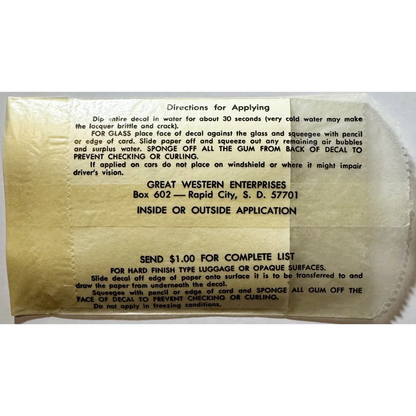 Directions for Applying
Dip entire decal in water for about 30 seconds (very cold water may make
the lacquer brittle and crack).
FOR GLASS place face of decal against the glass and squeegee with pencil
or edge of card. Slide paper off and squeeze out any remaining air bubbles
and surplus water. SPONGE OFF ALL THE GUM FROM BACK OF DECAL TO
PREVENT CHECKING OR CURLING.
If applied on cars do not place on windshield or where it might impair
driver's vision.
GREAT WESTERN ENTERPRISES
Box 602 — Rapid City, S. D. 57701
INSIDE OR OUTSIDE APPLICATION
SEND $1.00 FOR COMPLETE LIST
FOR HARD FINISH TYPE LUGGAGE OR OPAQUE SURFACES.
Slide decal off edge of paper onto surface it is to be transferred to and
draw the paper from underneath the decal.
Squeegee with pencil or edge of card and SPONGE ALL GUM OFF THE
FACE OF DECAL TO PREVENT CHECKING OR CURLING.
Do not apply in freezing conditions.